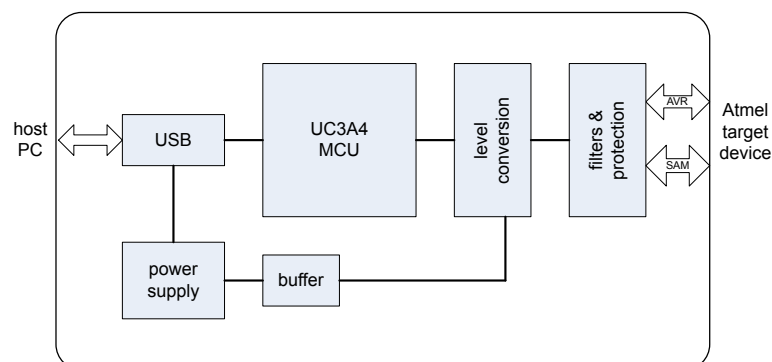 host
PC
USB
UC3A4
MCU
level
conversion
filters &
protection
AVR
SAM
Atmel
target
device
power
supply
buffer